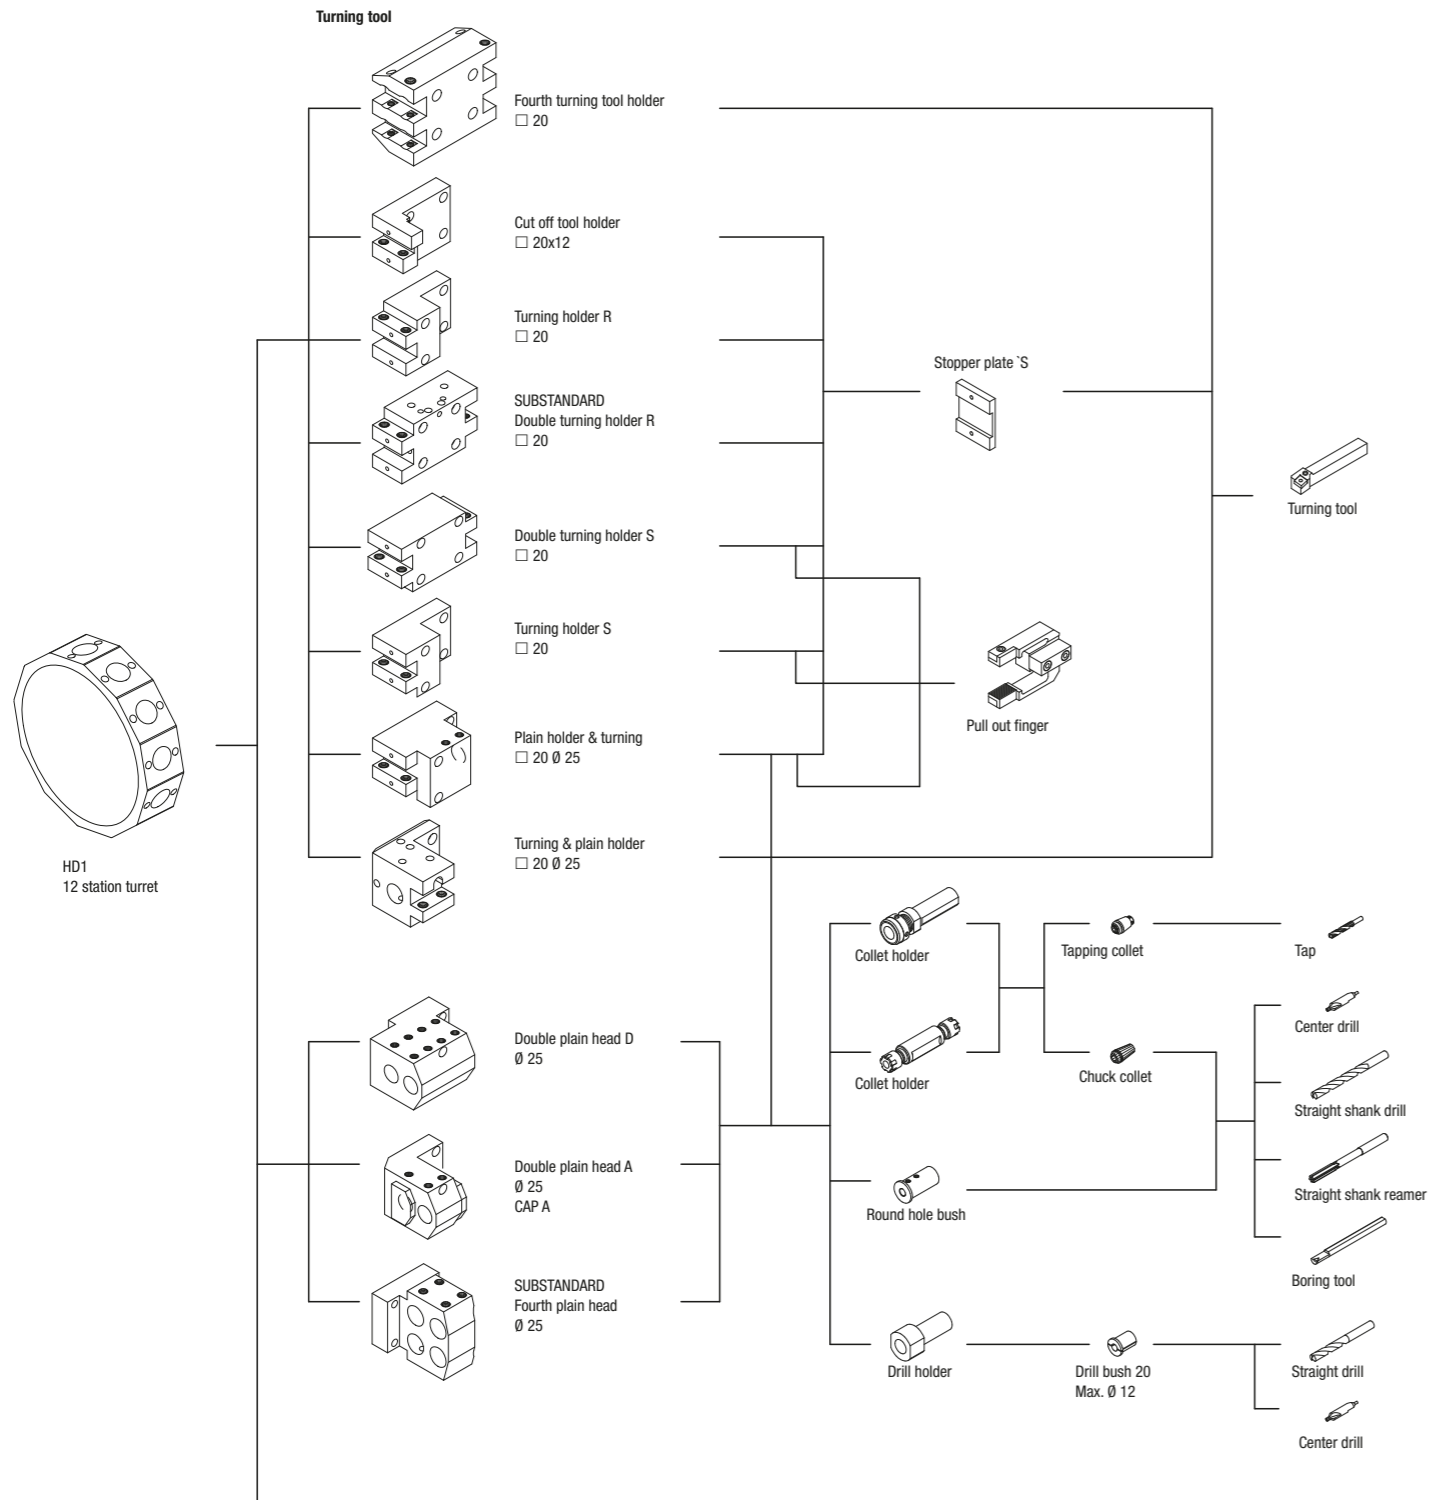 Turning tool
Fourth turning tool holder
□ 20
Cut off tool holder
□ 20x12
Turning holder R
□ 20
SUBSTANDARD
Double turning holder R
□ 20
Stopper plate `S
Turning tool
Double turning holder S
□ 20
Turning holder S
□ 20
Pull out finger
Plain holder & turning
□ 20 Ø 25
Turning & plain holder
□ 20 Ø 25
HD1
12 station turret
Collet holder
Tapping collet
Tap
Double plain head D
Ø 25
Collet holder
Chuck collet
Center drill
Straight shank drill
Double plain head A
Ø 25
CAP A
Round hole bush
Straight shank reamer
Boring tool
SUBSTANDARD
Fourth plain head
Ø 25
Drill holder
Drill bush 20
Max. Ø 12
Straight drill
Center drill